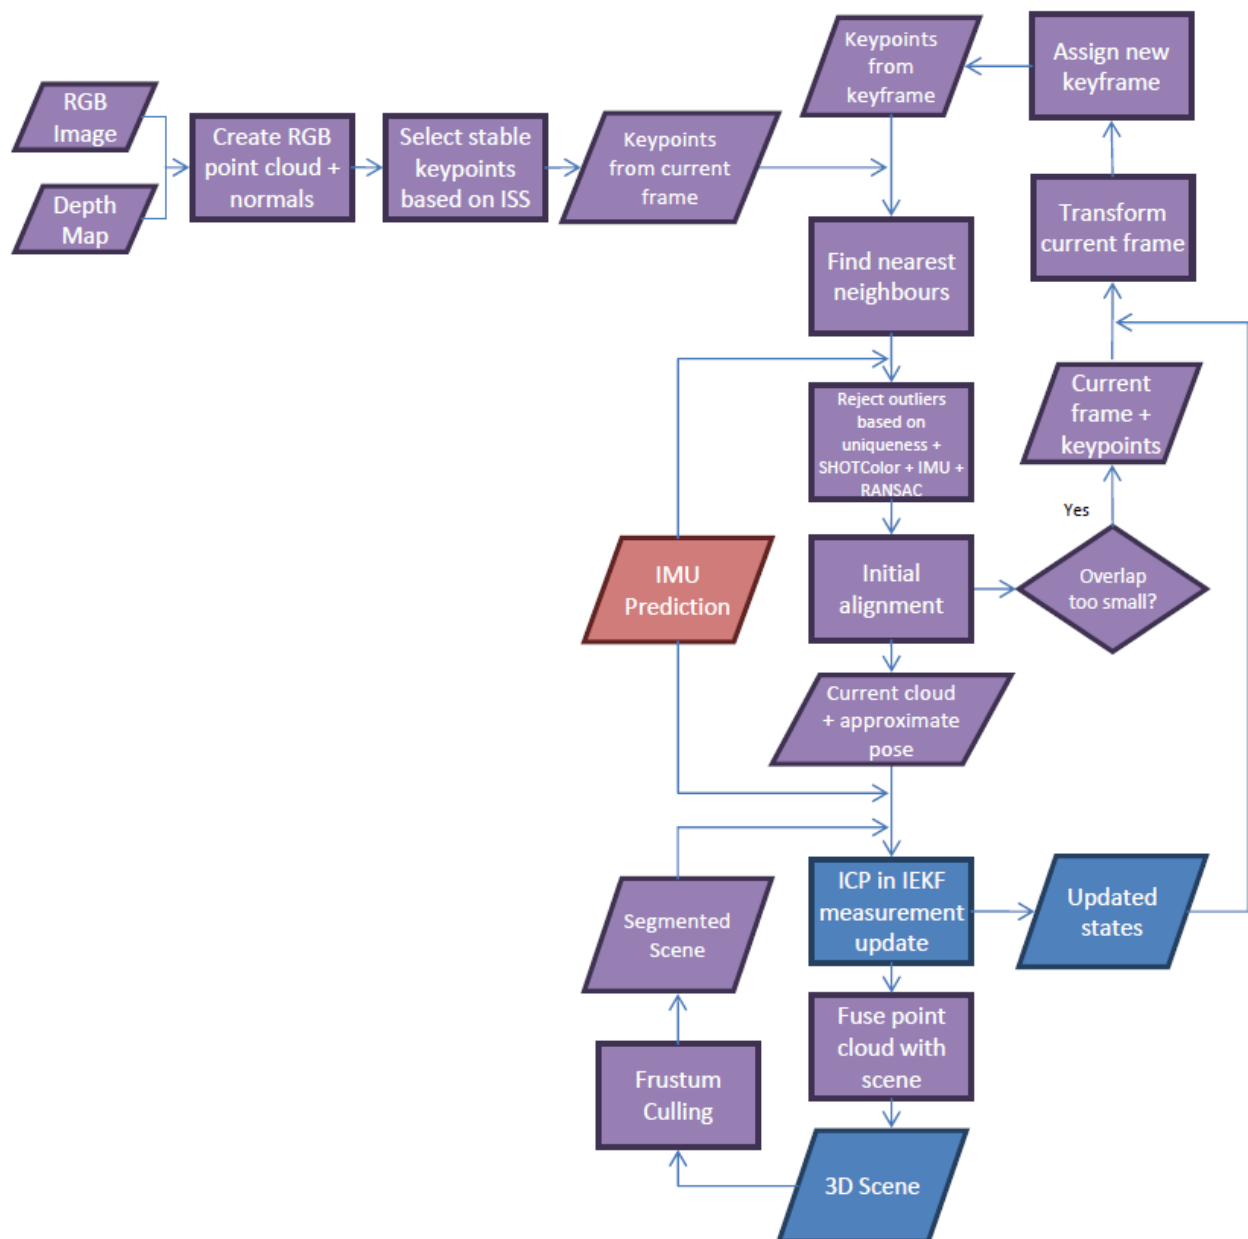 RGB
Image
Depth
Map
Create RGB
point cloud +
normals
Select stable
keypoints
based on ISS
Keypoints
from current
frame
Keypoints
from
keyframe
Assign new
keyframe
Transform
current frame
Find nearest
neighbours
Current
frame +
keypoints
Reject outliers
based on
uniqueness +
SHOTColor + IMU +
RANSAC
Yes
IMU
Prediction
Initial
alignment
Overlap
too small?
Current cloud
+ approximate
pose
Segmented
Scene
ICP in IEKF
measurement
update
Updated
states
Fuse point
cloud with
scene
Frustum
Culling
3D Scene